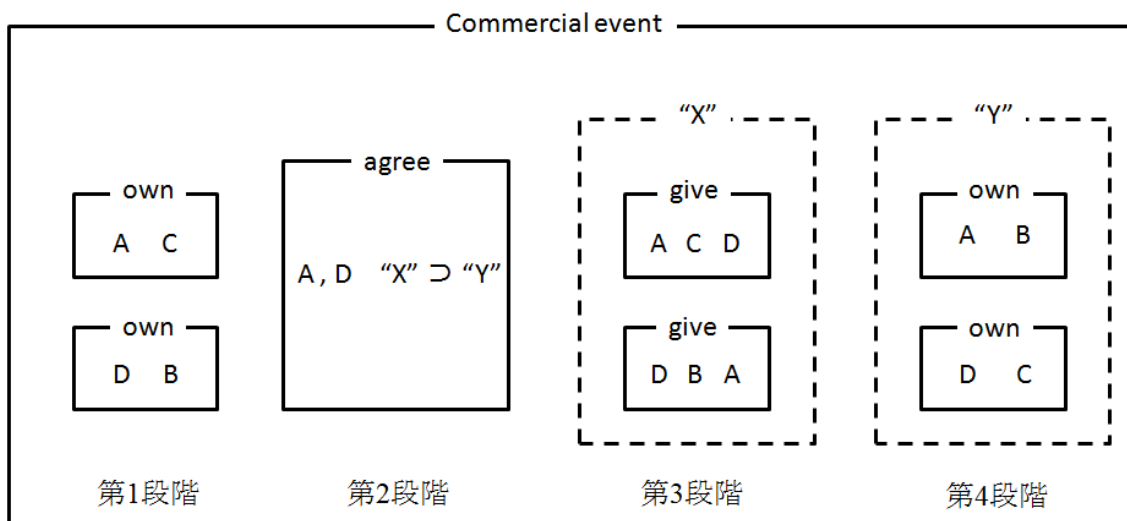 Commercial event
own
A C
own
D B
第1段階
agree
A , D “X” ⊃ “Y”
第2段階
“X”
give
A C D
give
D B A
第3段階
“Y”
own
A B
own
D C
第4段階